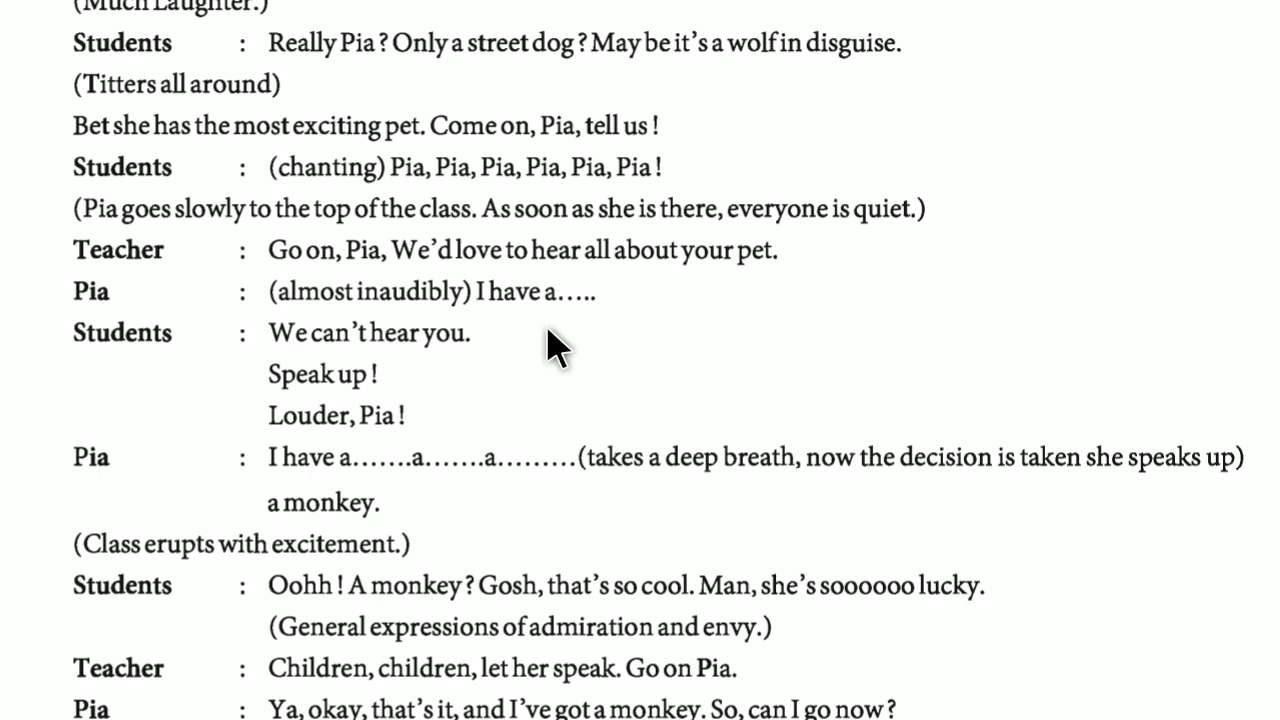 (Much Laughter.)
Students : Really Pia ? Only a street dog ? May be it's a wolf in disguise.
(Titters all around)
Bet she has the most exciting pet. Come on, Pia, tell us !
Students : (chanting) Pia, Pia, Pia, Pia, Pia, Pia !
(Pia goes slowly to the top of the class. As soon as she is there, everyone is quiet.)
Teacher : Go on, Pia, We'd love to hear all about your pet.
Pia : (almost inaudibly) I have a.....
Students : We can't hear you.
Speak up !
Louder, Pia !
Pia : I have a.......a.......a.........(takes a deep breath, now the decision is taken she speaks up)
a monkey.
(Class erupts with excitement.)
Students : Oohh ! A monkey ? Gosh, that's so cool. Man, she's soooooo lucky.
(General expressions of admiration and envy.)
Teacher : Children, children, let her speak. Go on Pia.
Pia : Ya, okay, that's it, and I've got a monkey. So, can I go now ?